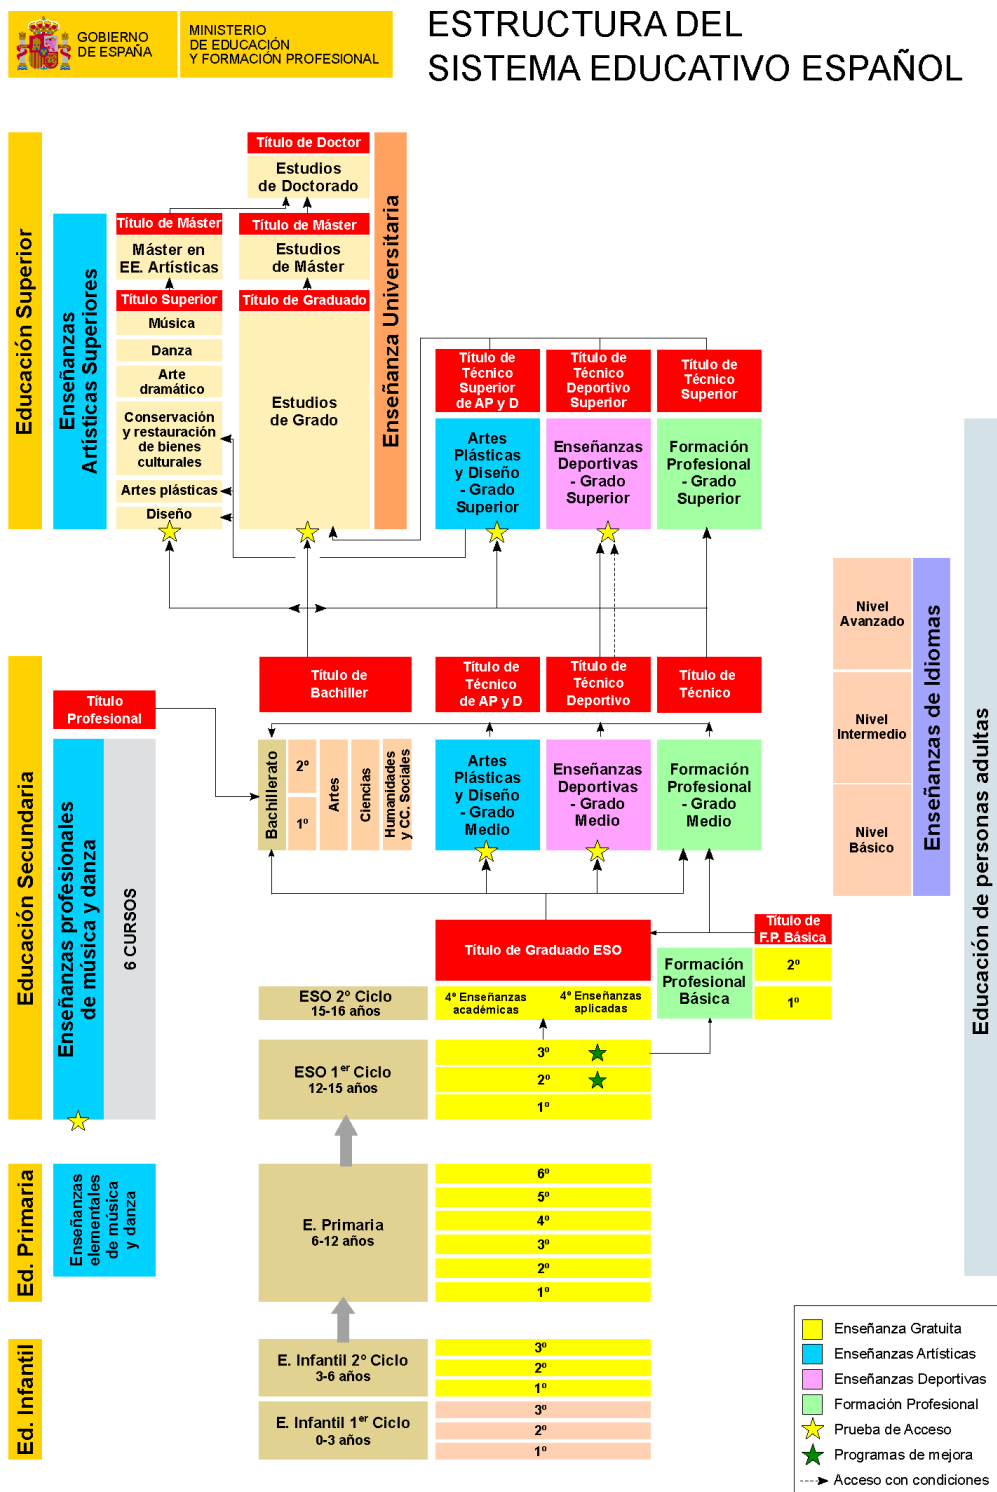 GOBIERNO
DE ESPAÑA
MINISTERIO
DE EDUCACIÓN
Y FORMACIÓN PROFESIONAL
ESTRUCTURA DEL
SISTEMA EDUCATIVO ESPAÑOL
Educación Superior
Enseñanzas
Artísticas Superiores
Título de Doctor
Estudios
de Doctorado
Título de Máster
Máster en
EE. Artísticas
Título Superior
Música
Danza
Arte
dramático
Conservación
y restauración
de bienes
culturales
Artes plásticas
Diseño
Título de Máster
Estudios
de Máster
Título de Graduado
Estudios
de Grado
Enseñanza Universitaria
Título de
Técnico
Superior
de AP y D
Título de
Técnico
Deportivo
Superior
Título de
Técnico
Superior
Artes
Plásticas
y Diseño
- Grado
Superior
Enseñanzas
Deportivas
- Grado
Superior
Formación
Profesional -
Grado
Superior
Educación Secundaria
Título
Profesional
Enseñanzas profesionales
de música y danza
6 CURSOS
Título de
Bachiller
Título de
Técnico
de AP y D
Título de
Técnico
Deportivo
Título de
Técnico
Bachillerato
2º
1º
Artes
Ciencias
Humanidades
y CC. Sociales
Artes
Plásticas
y Diseño
- Grado
Medio
Enseñanzas
Deportivas
- Grado
Medio
Formación
Profesional
- Grado
Medio
Nivel
Avanzado
Nivel
Intermedio
Nivel
Básico
Enseñanzas de Idiomas
Educación de personas adultas
Título de Graduado ESO
Título de
F.P. Básica
Formación
Profesional
Básica
2º
1º
ESO 2º Ciclo
15-16 años
4º Enseñanzas
académicas
4º Enseñanzas
aplicadas
ESO 1er Ciclo
12-15 años
3º
2º
1º
Ed. Primaria
Enseñanzas
elementales
de música
y danza
E. Primaria
6-12 años
6º
5º
4º
3º
2º
1º
Ed. Infantil
E. Infantil 2º Ciclo
3-6 años
3º
2º
1º
E. Infantil 1er Ciclo
0-3 años
3º
2º
1º
Enseñanza Gratuita
Enseñanzas Artísticas
Enseñanzas Deportivas
Formación Profesional
Prueba de Acceso
Programas de mejora
Acceso con condiciones